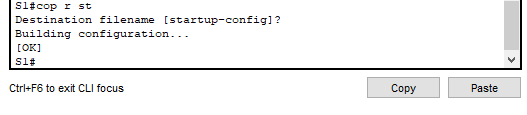 S1#cop r st
Destination filename [startup-config]?
Building configuration...
[OK]
S1#
Ctrl+F6 to exit CLI focus
Copy
Paste